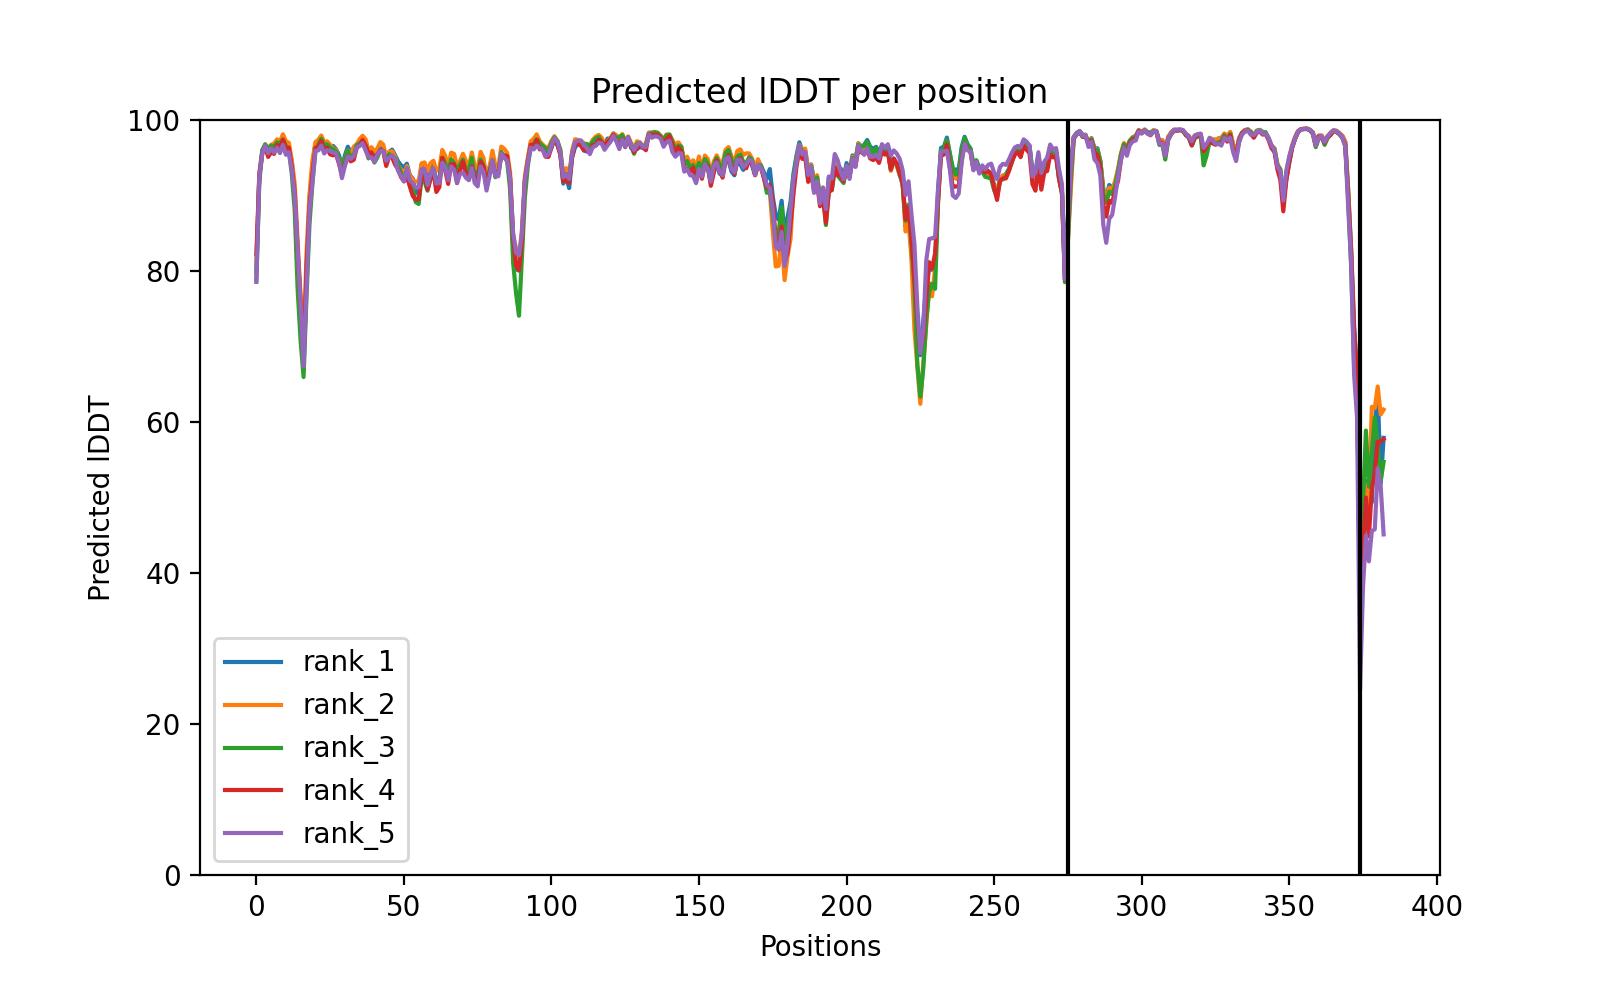 Predicted lDDT per position
100
80
60
40
20
0
Predicted lDDT
rank_1
rank_2
rank_3
rank_4
rank_5
0 50 100 150 200 250 300 350 400
Positions